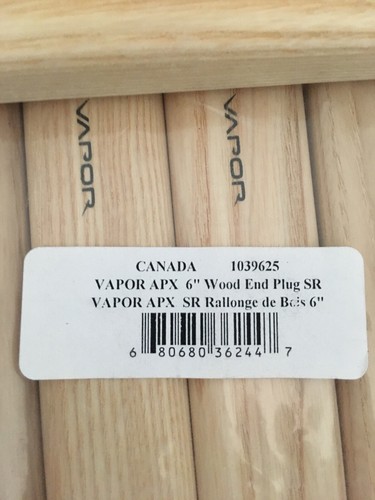 VAPOR
VAPOR
CANADA 1039625
VAPOR APX 6" Wood End Plug SR
VAPOR APX SR Rallonge de Bois 6"
6 80680 36244 7